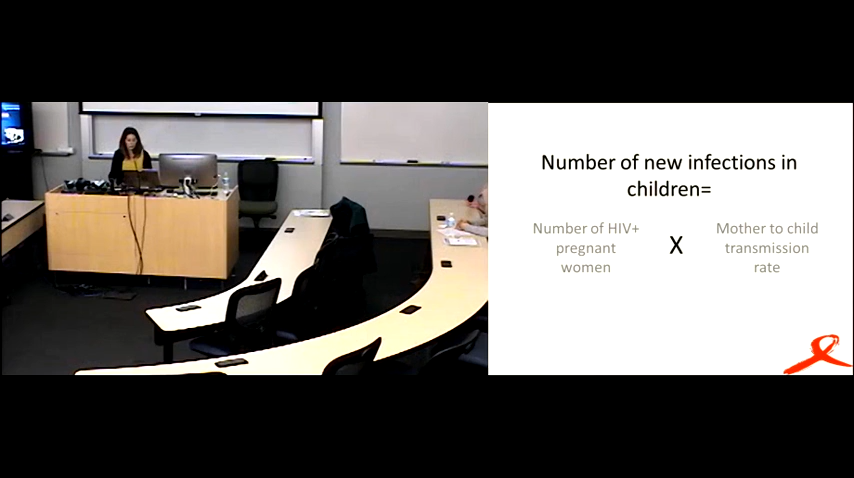 Number of new infections in
children=
Number of HIV+
pregnant
women
X
Mother to child
transmission
rate